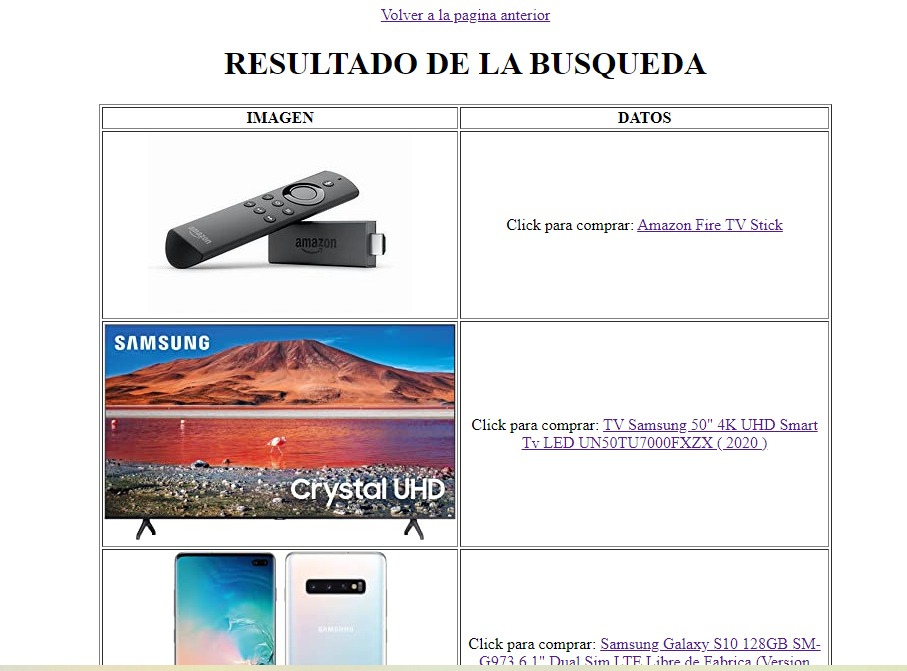 Volver a la pagina anterior
RESULTADO DE LA BUSQUEDA
IMAGEN DATOS
amazon
amazon
Click para comprar: Amazon Fire TV Stick
SAMSUNG
Crystal UHD
Click para comprar: TV Samsung 50" 4K UHD Smart
Tv LED UN50TU7000FXZX ( 2020 )
SAMSUNG
Click para comprar: Samsung Galaxy S10 128GB SM-
G973 6.1" Dual Sim LTE Libre de Fabrica (Version